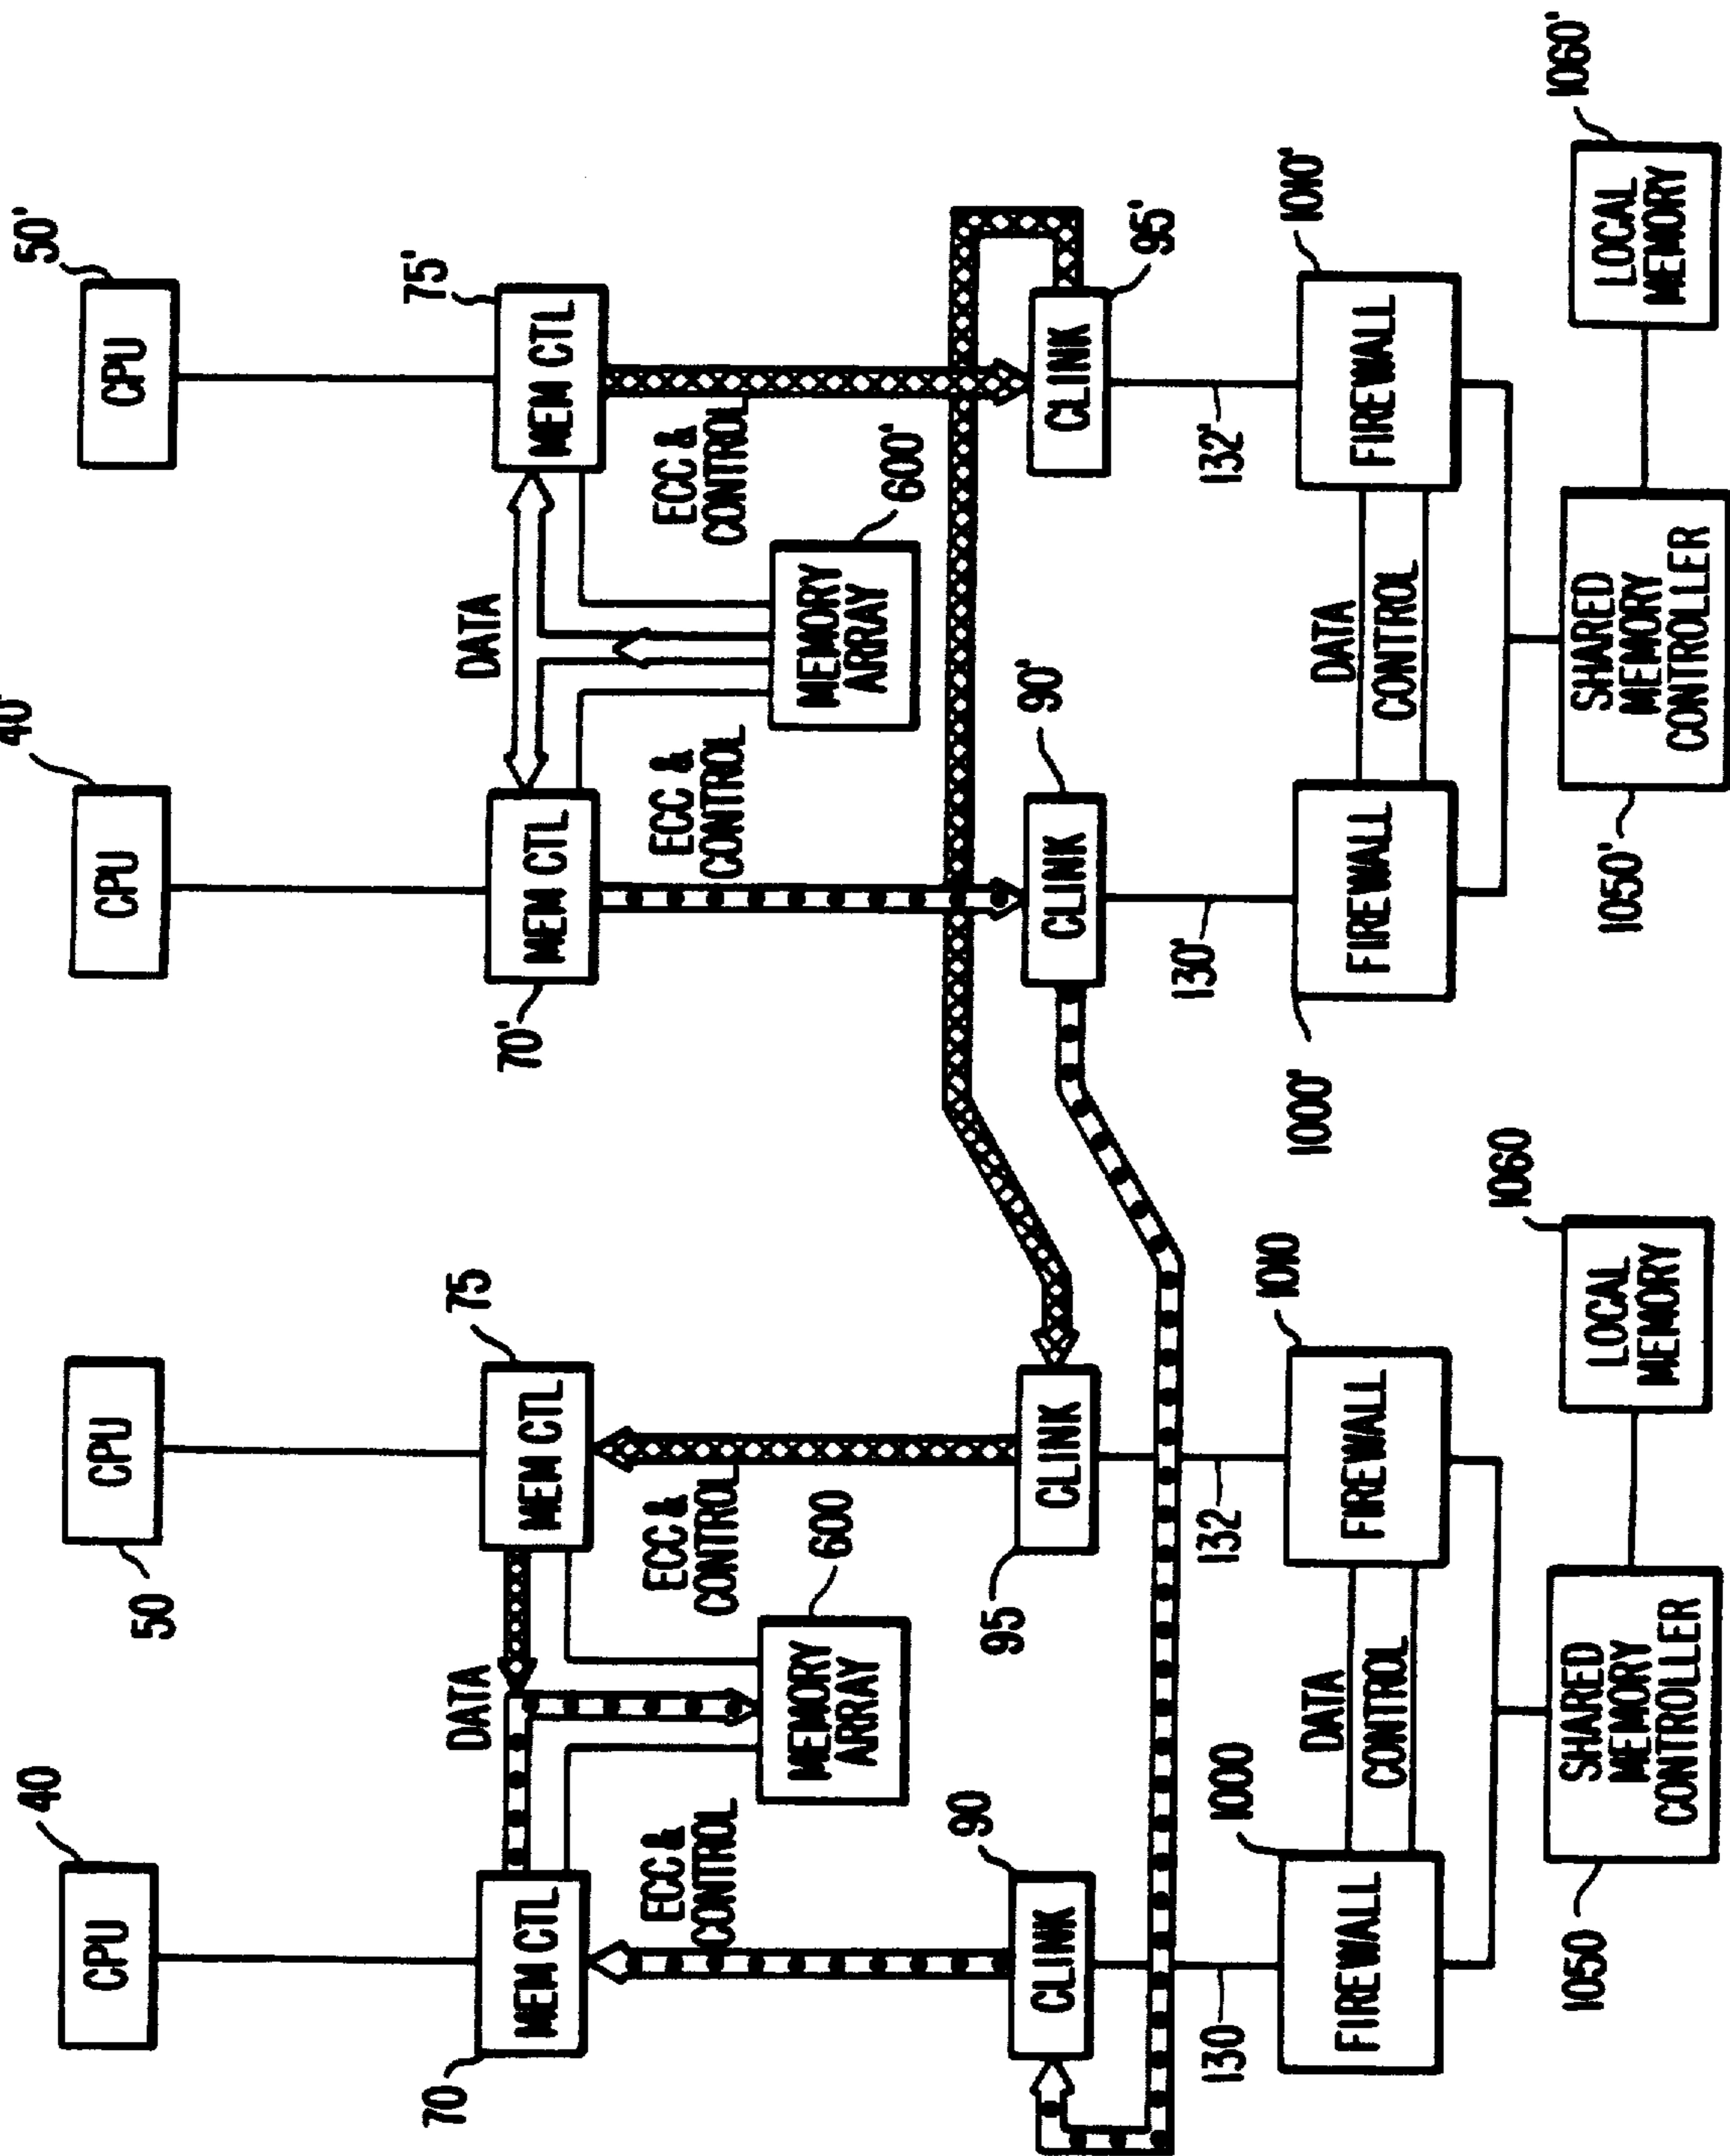 40
CPU
50
CPU
40'
CPU
50'
CPU
70
MEM CTL
DATA
75
MEM CTL
70'
MEM CTL
DATA
75'
MEM CTL
ECC &
CONTROL
MEMORY
ARRAY
600
ECC &
CONTROL
ECC &
CONTROL
MEMORY
ARRAY
600'
ECC &
CONTROL
90
CLINK
95
CLINK
90'
CLINK
95'
CLINK
130
132
130'
132'
1000
FIREWALL
DATA
CONTROL
1010
FIREWALL
1000'
FIREWALL
DATA
CONTROL
1010'
FIREWALL
1050
SHARED
MEMORY
CONTROLLER
1060
LOCAL
MEMORY
1050'
SHARED
MEMORY
CONTROLLER
1060'
LOCAL
MEMORY